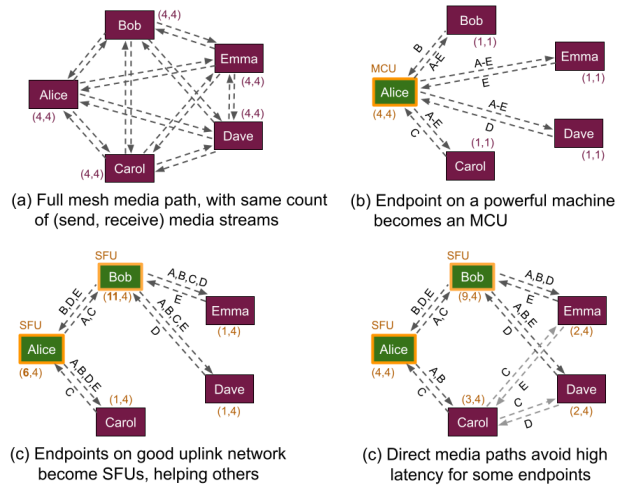 Bob
(4,4)
Emma
(4,4)
Alice
(4,4)
(4,4)
Dave
Carol
(4,4)
(a) Full mesh media path, with same count
of (send, receive) media streams
Bob
(1,1)
B
A-E
MCU
Alice
(4,4)
A-E
E
Emma
(1,1)
A-E
D
Dave
(1,1)
A-E
C
(1,1)
Carol
(b) Endpoint on a powerful machine
becomes an MCU
SFU
Bob
(11,4)
A,B,C,D
E
Emma
(1,4)
B,D,E
A,C
A,B,C,E
D
SFU
Alice
(6,4)
A,B,D,E
C
(1,4)
Carol
Dave
(1,4)
(c) Endpoints on good uplink network
become SFUs, helping others
SFU
Bob
(9,4)
A,B,D
E
Emma
(2,4)
B,D,E
A,C
A,B,E
D
SFU
Alice
(4,4)
A,B
C
(3,4)
Carol
C
E
C
D
Dave
(2,4)
(c) Direct media paths avoid high
latency for some endpoints